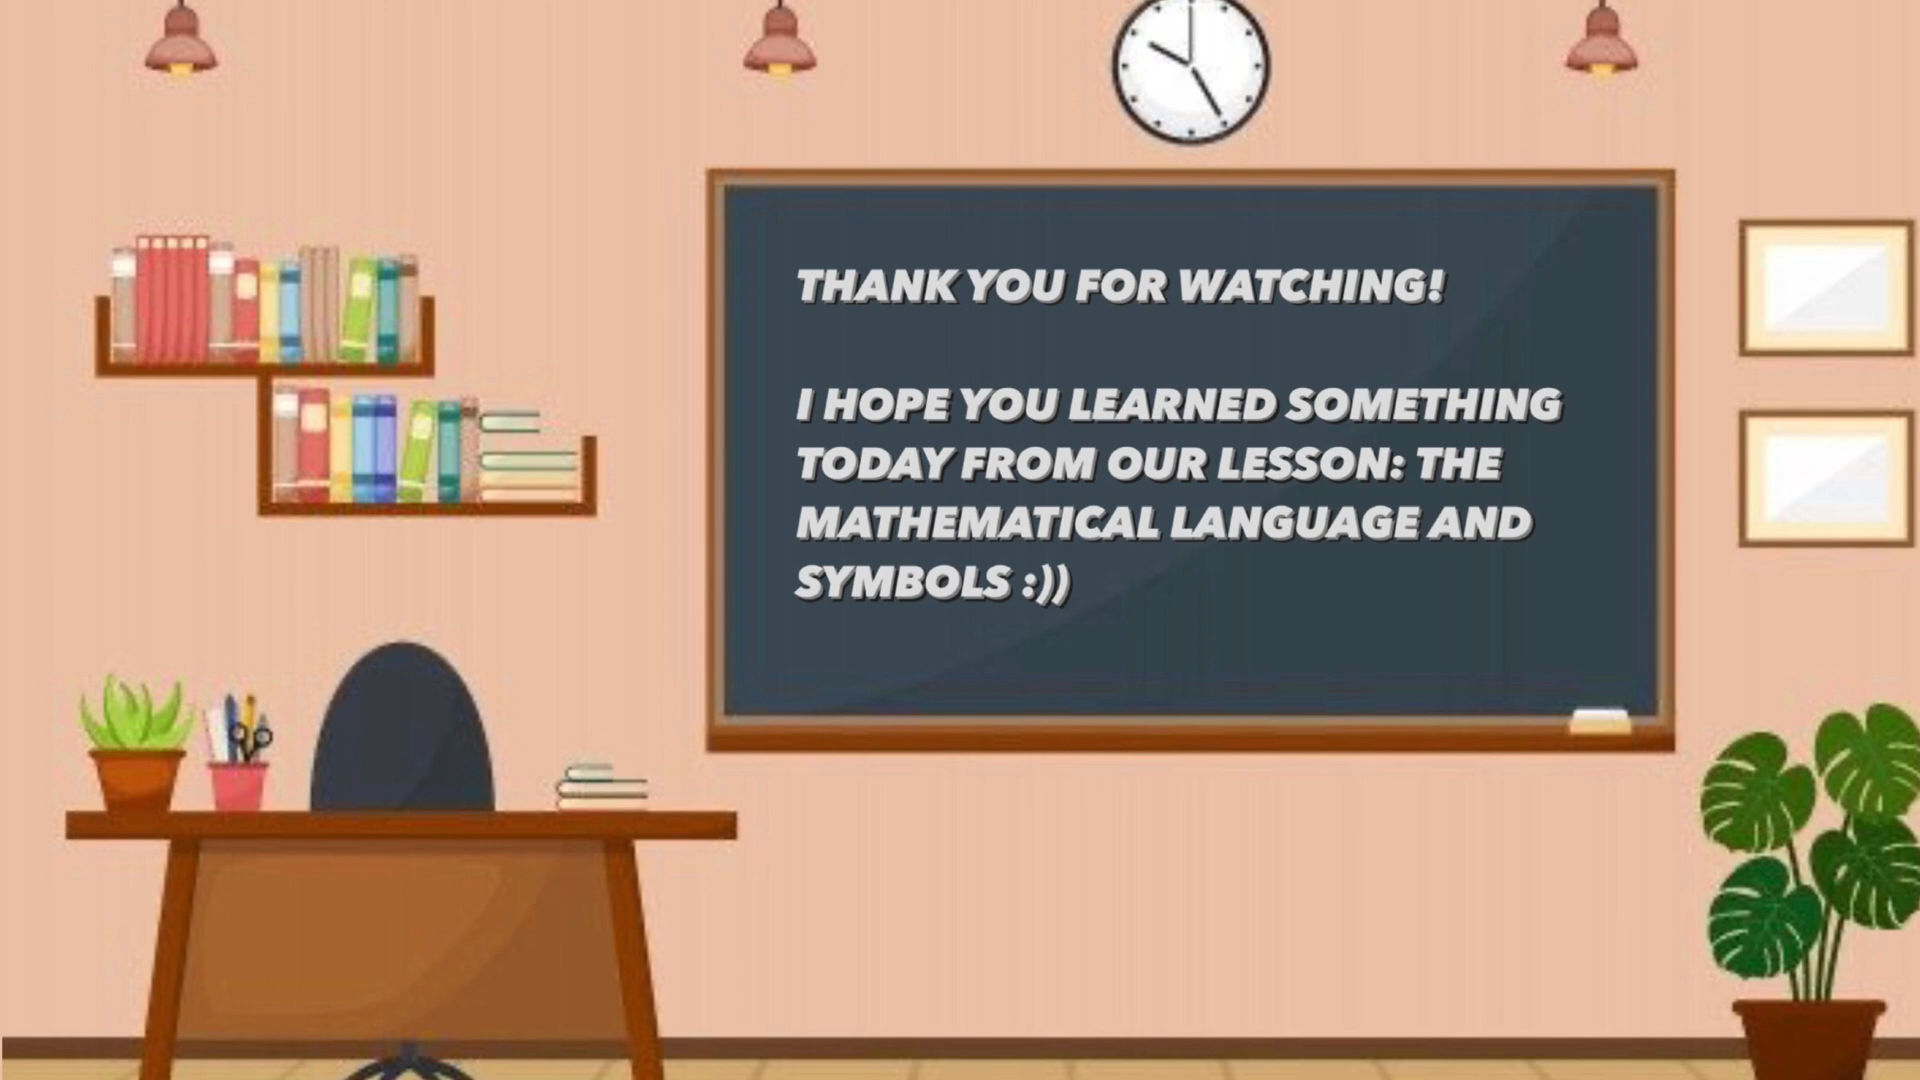 THANK YOU FOR WATCHING!
I HOPE YOU LEARNED SOMETHING
TODAY FROM OUR LESSON: THE
MATHEMATICAL LANGUAGE AND
SYMBOLS :))